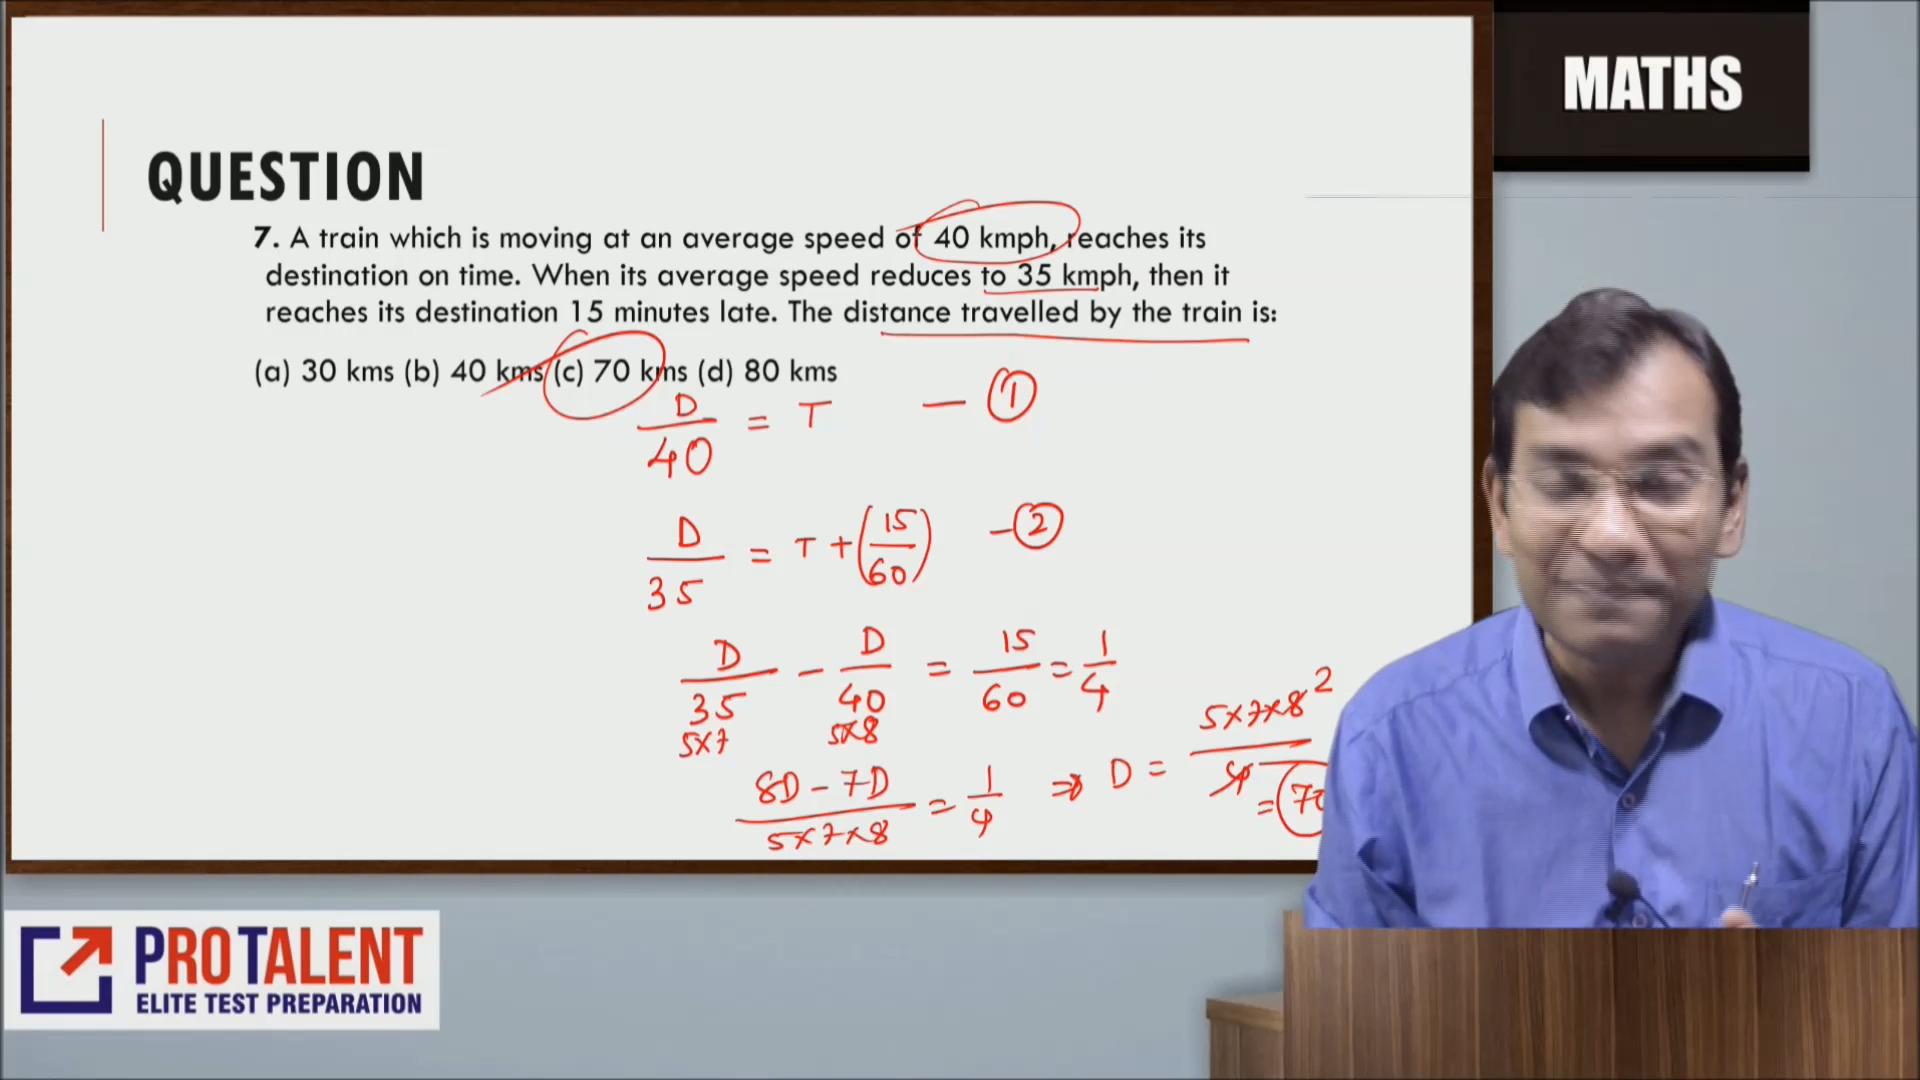 MATHS
QUESTION
7. A train which is moving at an average speed of 40 kmph, reaches its
destination on time. When its average speed reduces to 35 kmph, then it
reaches its destination 15 minutes late. The distance travelled by the train is:
(a) 30 kms (b) 40 kms (c) 70 kms (d) 80 kms
D/40 = T — ①
D/35 = T + (15/60) - ②
D/35 - D/40 = 15/60 = 1/4
5×7 5×8
(8D - 7D)/(5×7×8) = 1/4 ⇒ D = (5×7×8²)/4
= 70
PROTALENT
ELITE TEST PREPARATION